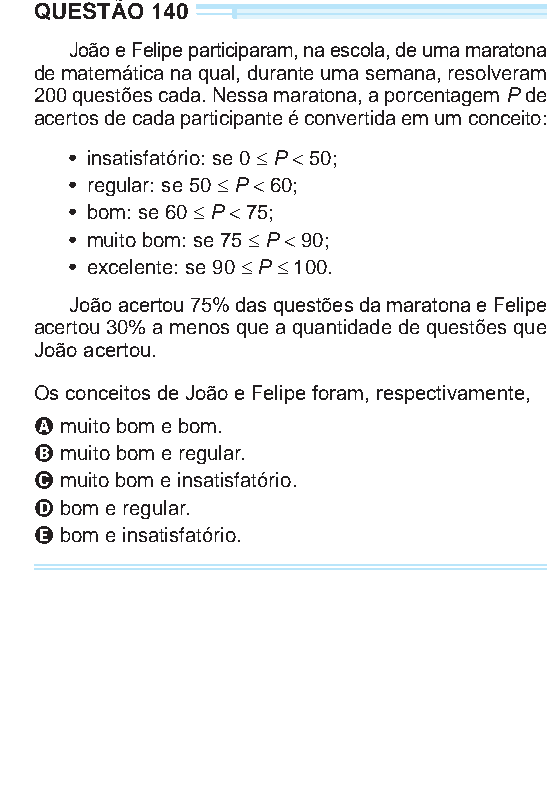 QUESTÃO 140
João e Felipe participaram, na escola, de uma maratona
de matemática na qual, durante uma semana, resolveram
200 questões cada. Nessa maratona, a porcentagem P de
acertos de cada participante é convertida em um conceito:
• insatisfatório: se 0 ≤ P < 50;
• regular: se 50 ≤ P < 60;
• bom: se 60 ≤ P < 75;
• muito bom: se 75 ≤ P < 90;
• excelente: se 90 ≤ P ≤ 100.
João acertou 75% das questões da maratona e Felipe
acertou 30% a menos que a quantidade de questões que
João acertou.
Os conceitos de João e Felipe foram, respectivamente,
A muito bom e bom.
B muito bom e regular.
C muito bom e insatisfatório.
D bom e regular.
E bom e insatisfatório.